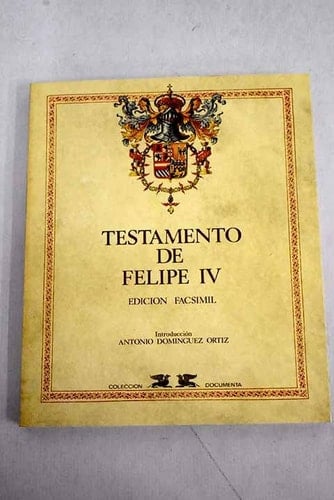 TESTAMENTO
DE
FELIPE IV
EDICION FACSIMIL
Introducción
ANTONIO DOMINGUEZ ORTIZ
COLECCION DOCUMENTA